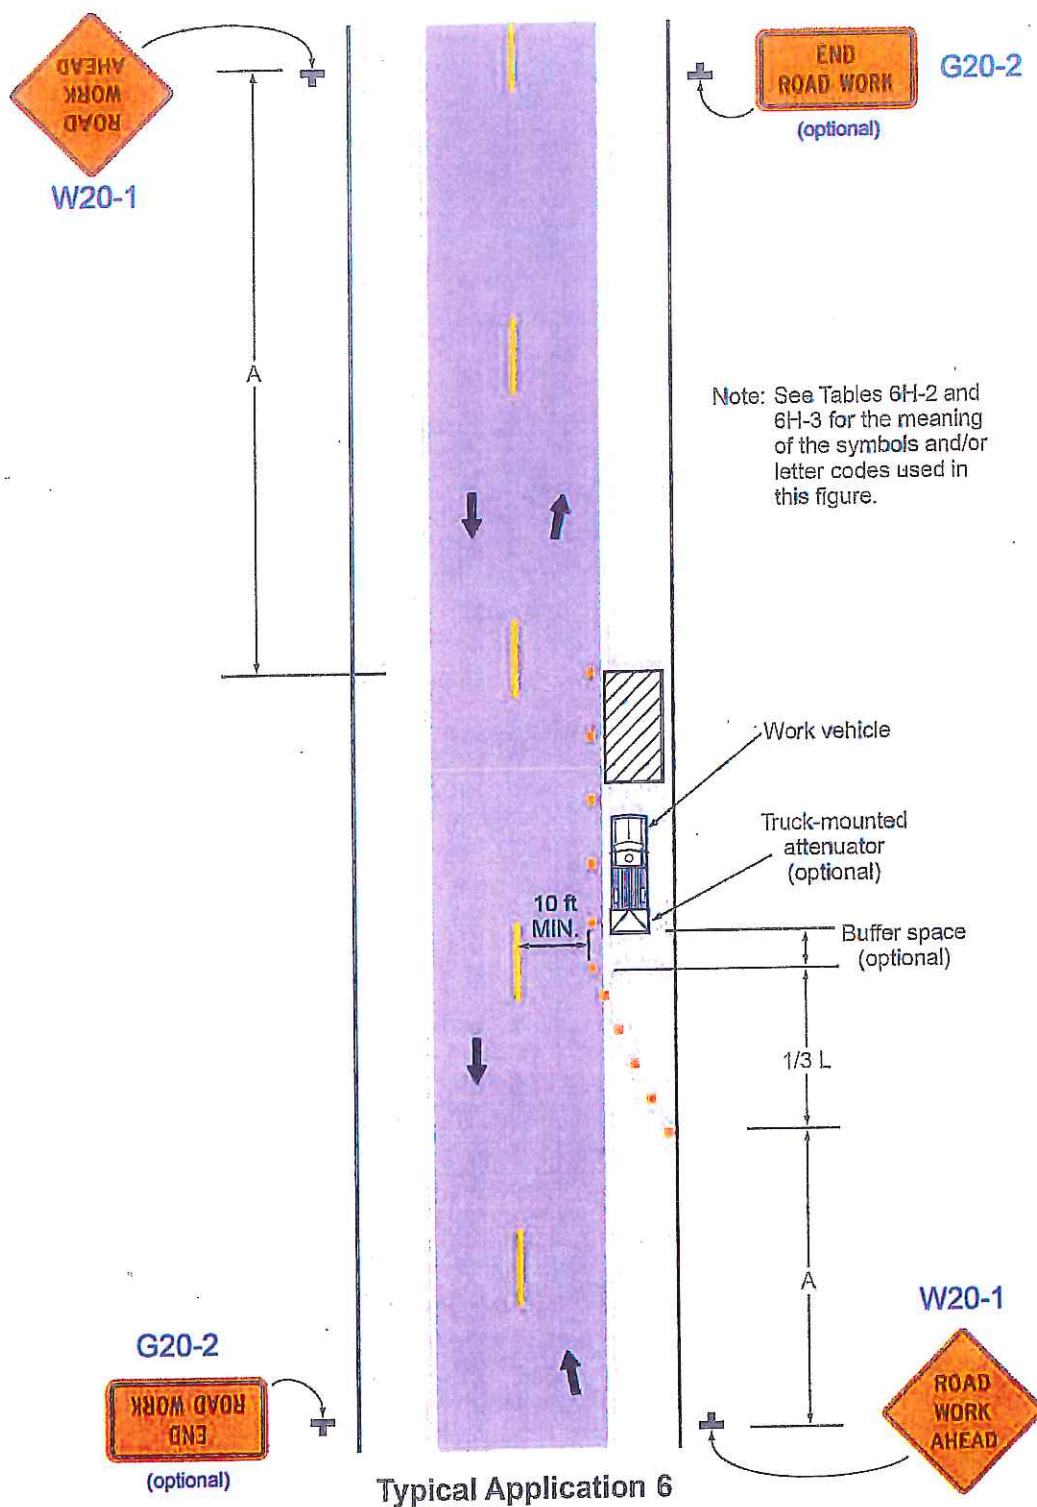 ROAD
WORK
AHEAD
W20-1
END
ROAD WORK
(optional)
G20-2
A
Note: See Tables 6H-2 and
6H-3 for the meaning
of the symbols and/or
letter codes used in
this figure.
Work vehicle
Truck-mounted
attenuator
(optional)
10 ft
MIN.
Buffer space
(optional)
1/3 L
A
W20-1
ROAD
WORK
AHEAD
G20-2
END
ROAD WORK
(optional)
Typical Application 6